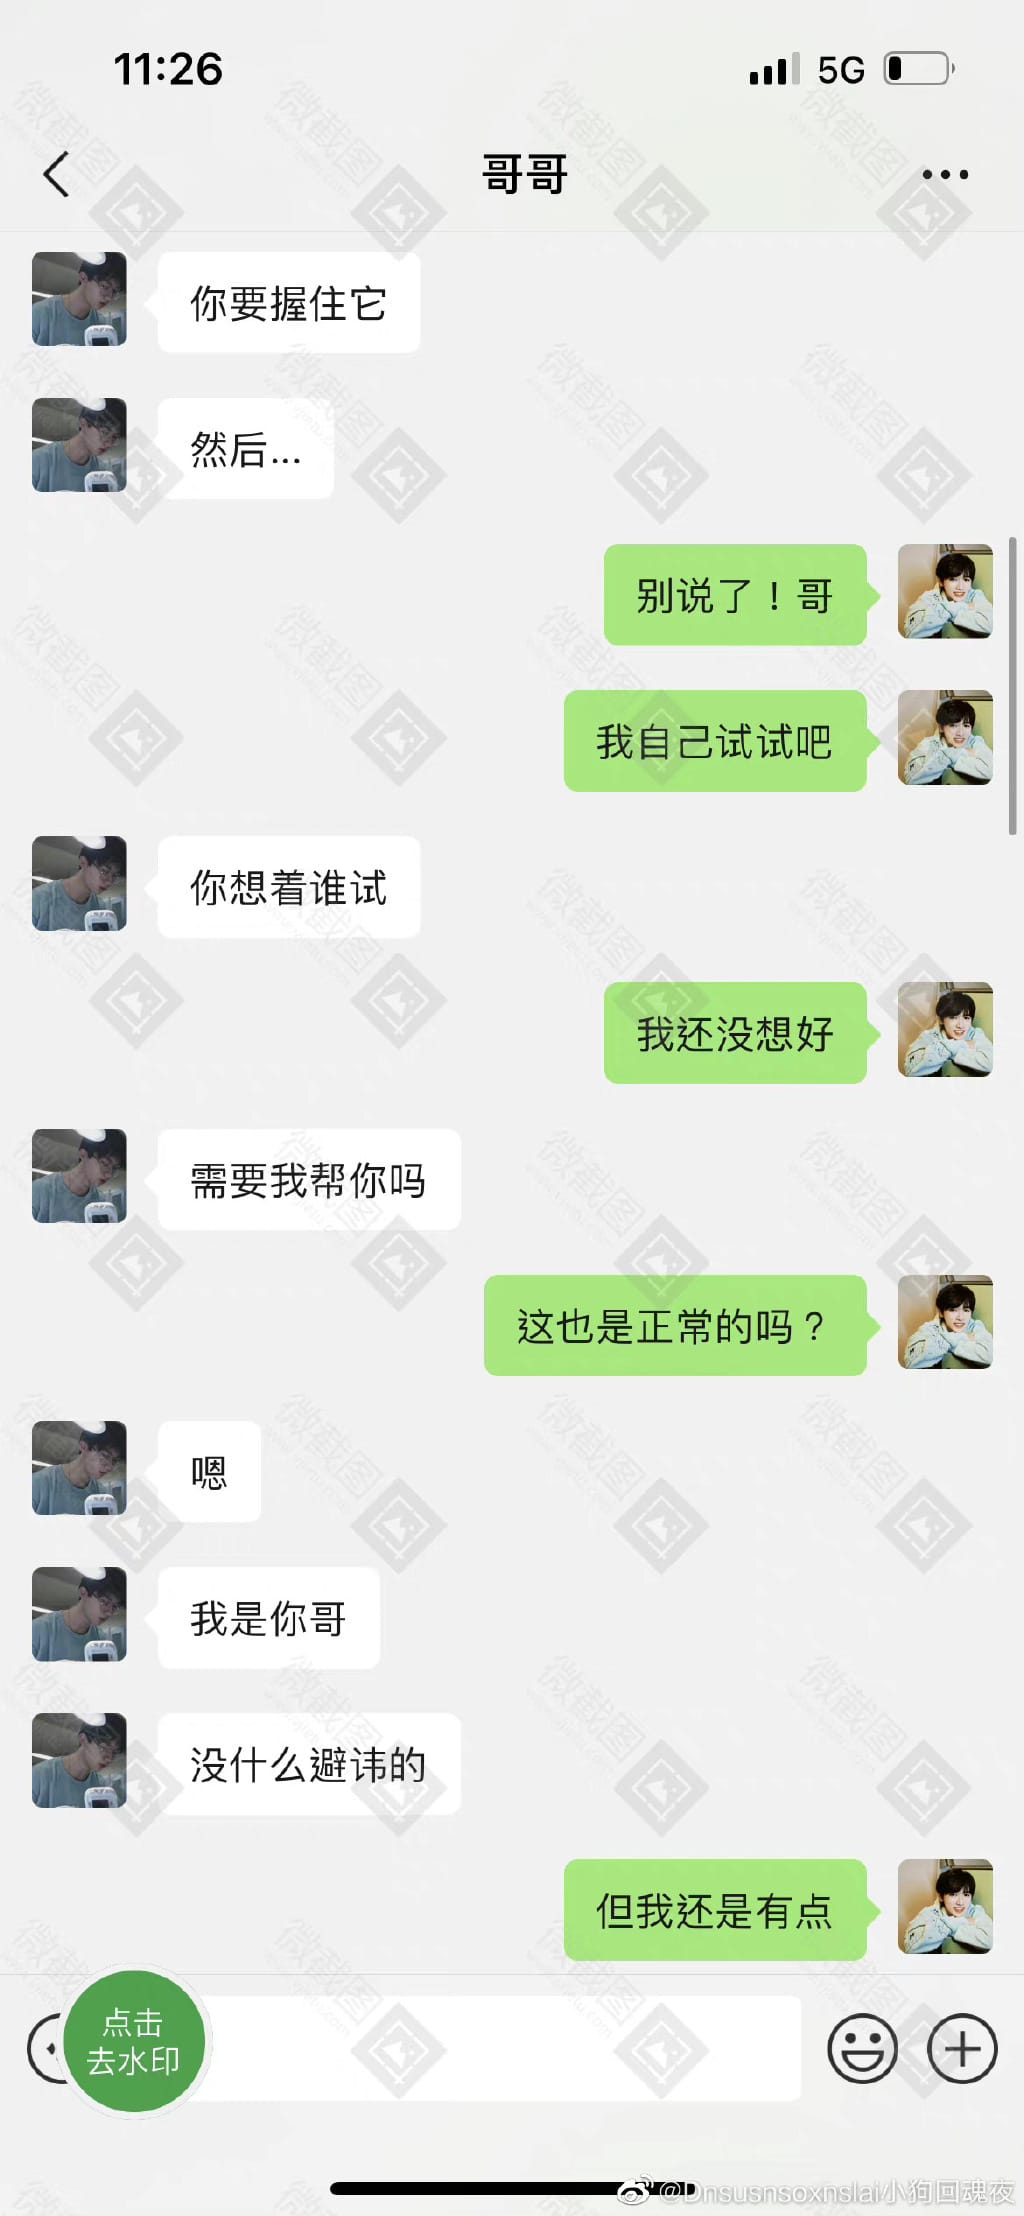 11:26
5G
哥哥
你要握住它
然后...
别说了！哥
我自己试试吧
你想着谁试
我还没想好
需要我帮你吗
这也是正常的吗？
嗯
我是你哥
没什么避讳的
但我还是有点
点击
去水印
微截图
@Dnsusnsoxnslai小狗回魂夜